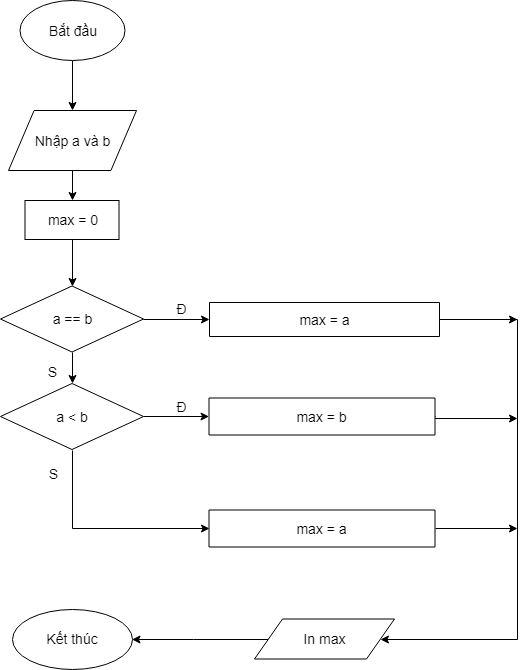 Bắt đầu
Nhập a và b
max = 0
a == b
Đ
max = a
S
a < b
Đ
max = b
S
max = a
In max
Kết thúc